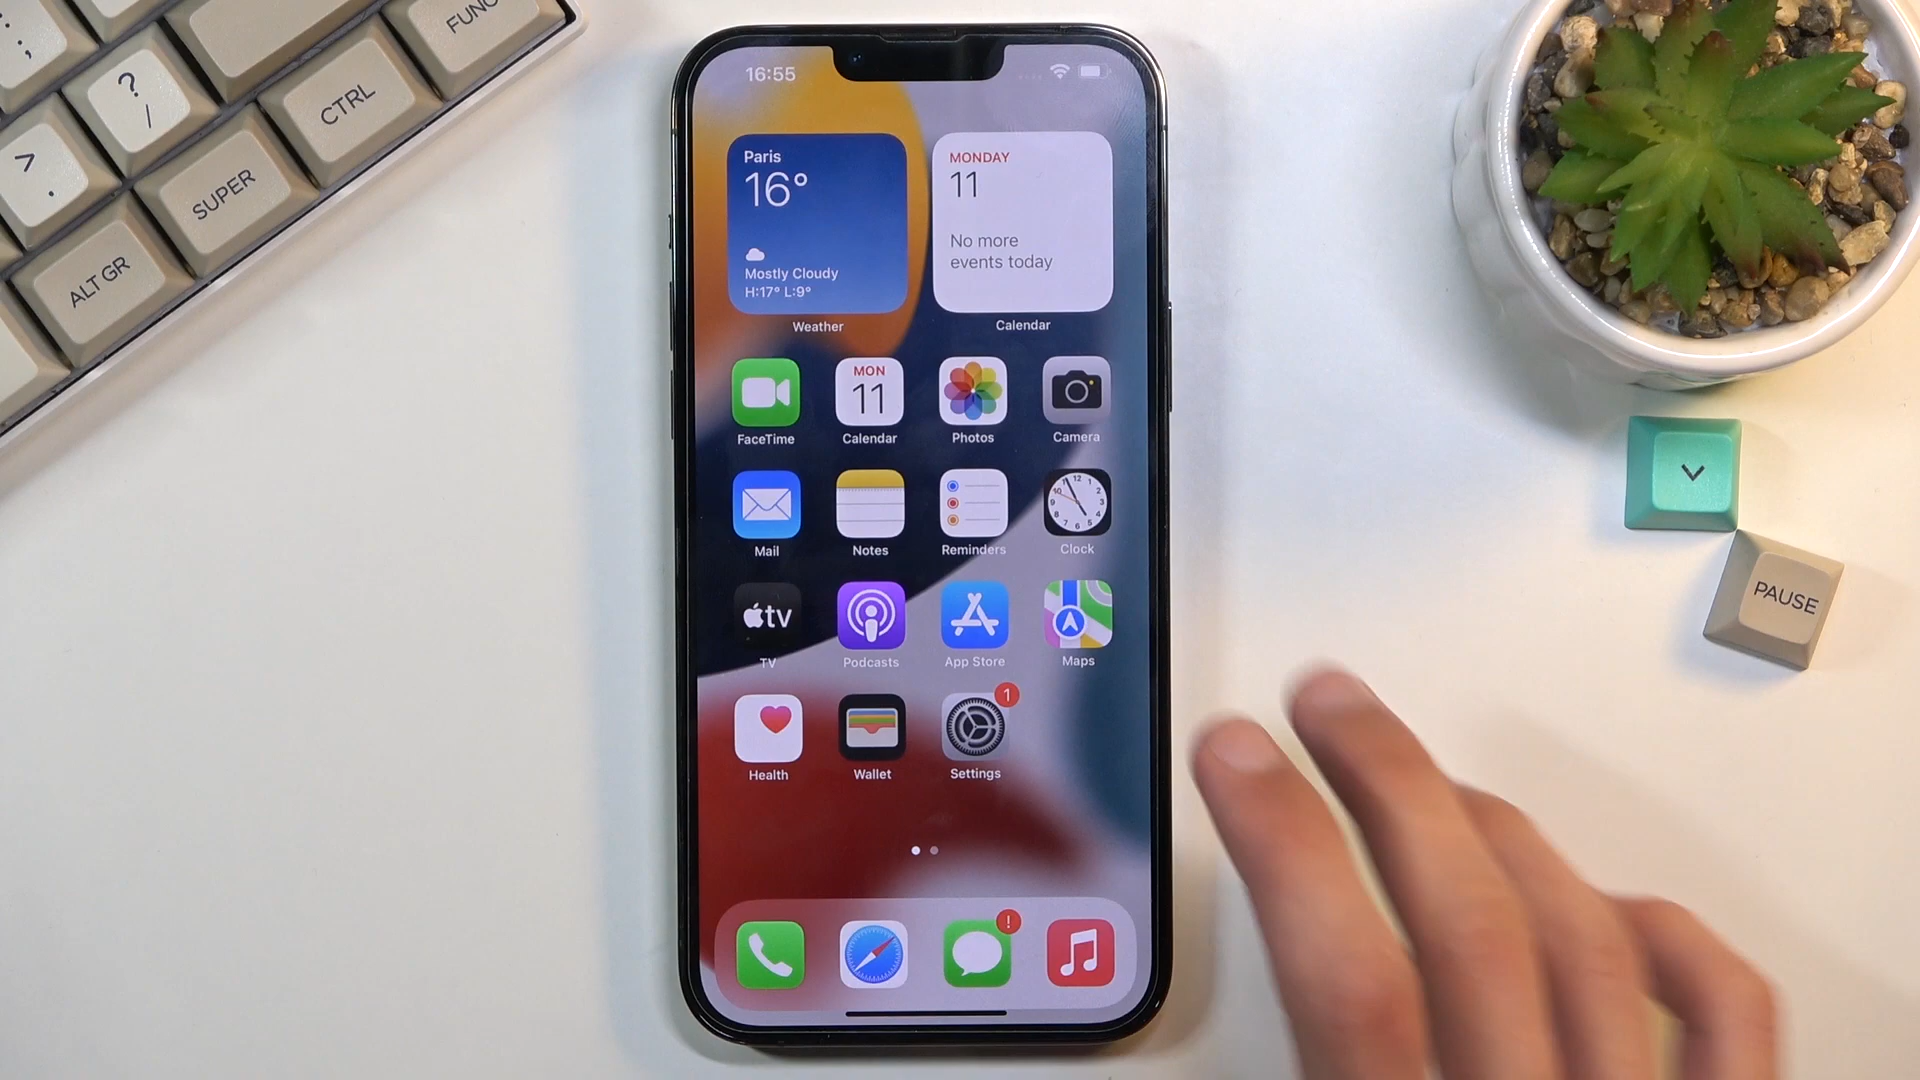 FUNC
;
:
?
/
CTRL
>
.
SUPER
ALT GR
16:55
Paris
16°
Mostly Cloudy
H:17° L:9°
Weather
MONDAY
11
No more
events today
Calendar
FaceTime
MON
11
Calendar
Photos
Camera
Mail
Notes
Reminders
Clock
tv
TV
Podcasts
App Store
Maps
Health
Wallet
1
Settings
!
PAUSE